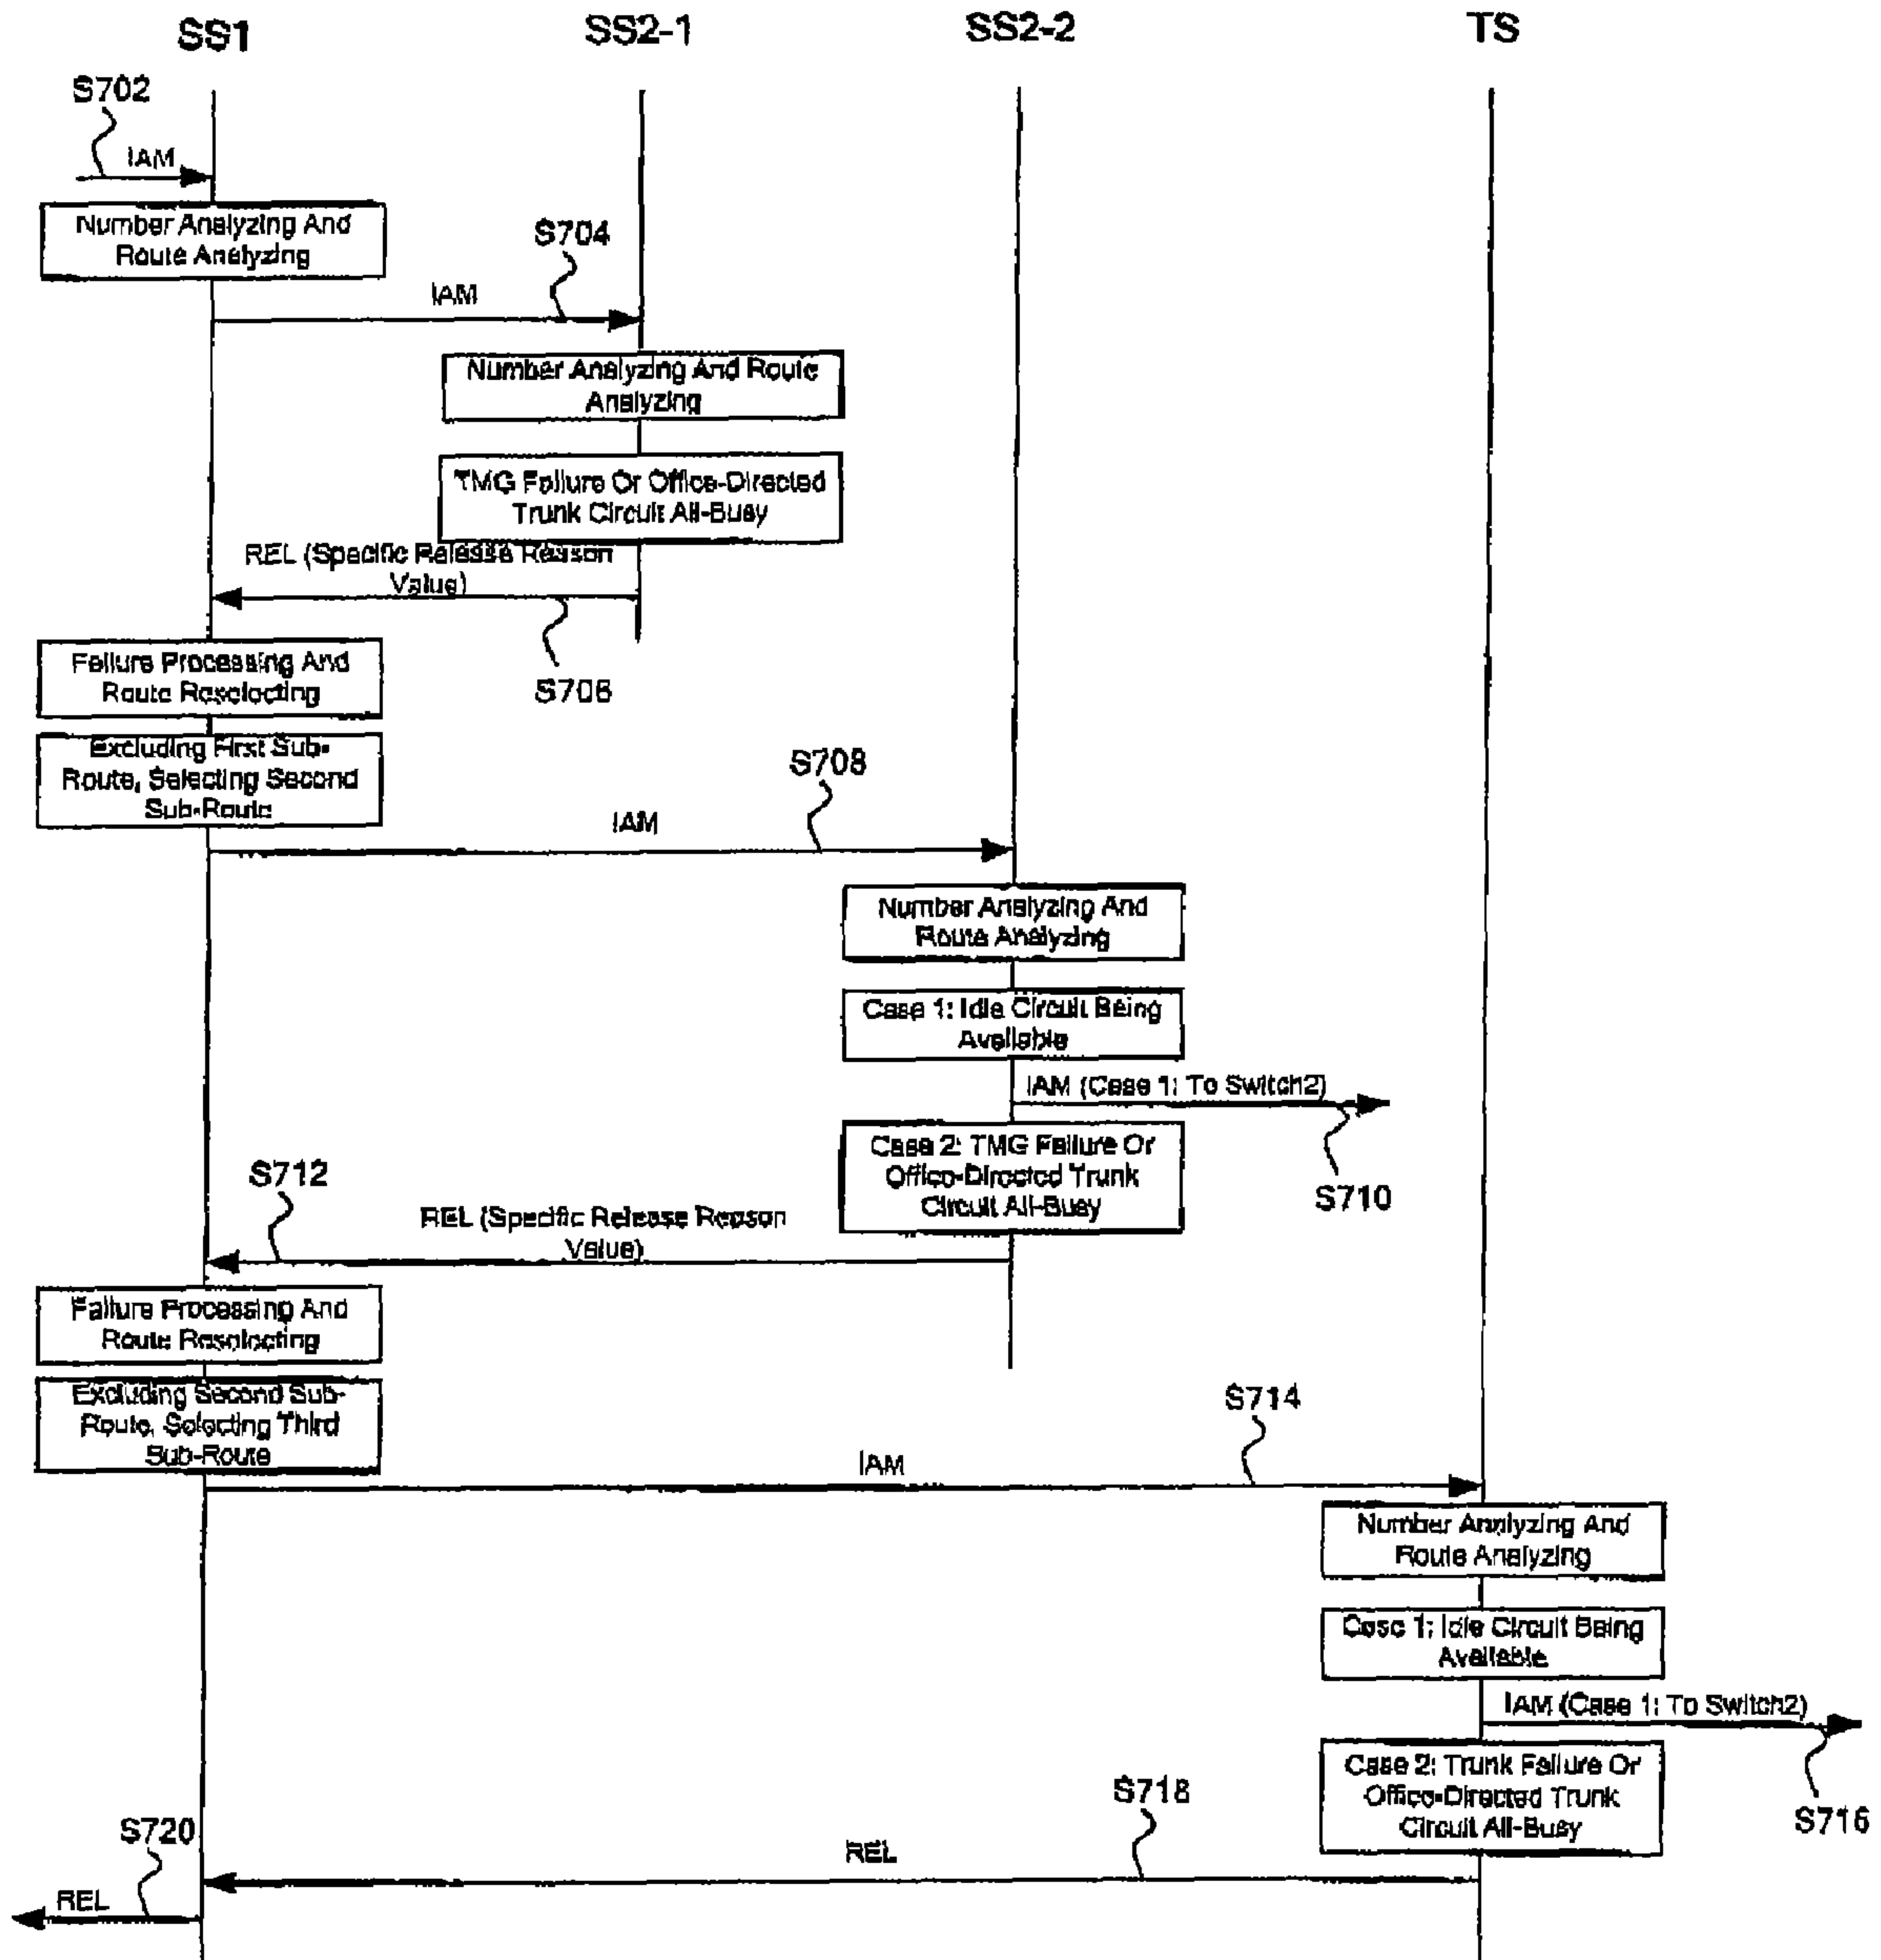 SS1
SS2-1
SS2-2
TS
S702
IAM
Number Analyzing And
Route Analyzing
S704
IAM
Number Analyzing And Route
Analyzing
TMG Failure Or Office-Directed
Trunk Circuit All-Busy
REL (Specific Release Reason
Value)
S706
Failure Processing And
Route Reselecting
Excluding First Sub-
Route, Selecting Second
Sub-Route
S708
IAM
Number Analyzing And
Route Analyzing
Case 1: Idle Circuit Being
Available
IAM (Case 1: To Switch2)
S710
Case 2: TMG Failure Or
Office-Directed Trunk
Circuit All-Busy
S712
REL (Specific Release Reason
Value)
Failure Processing And
Route Reselecting
Excluding Second Sub-
Route, Selecting Third
Sub-Route
S714
IAM
Number Analyzing And
Route Analyzing
Case 1: Idle Circuit Being
Available
IAM (Case 1: To Switch2)
S716
Case 2: Trunk Failure Or
Office-Directed Trunk
Circuit All-Busy
S718
REL
S720
REL